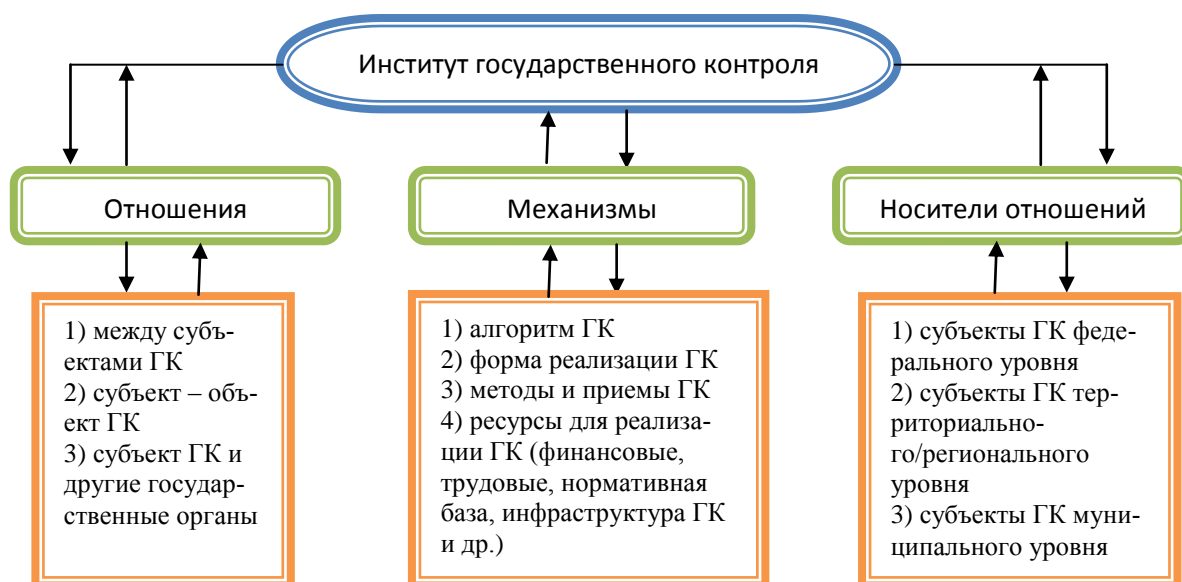 Институт государственного контроля
Отношения
Механизмы
Носители отношений
1) между субъ-
ектами ГК
2) субъект – объ-
ект ГК
3) субъект ГК и
другие государ-
ственные органы
1) алгоритм ГК
2) форма реализации ГК
3) методы и приемы ГК
4) ресурсы для реализа-
ции ГК (финансовые,
трудовые, нормативная
база, инфраструктура ГК
и др.)
1) субъекты ГК феде-
рального уровня
2) субъекты ГК тер-
риториально-
го/регионального
уровня
3) субъекты ГК муни-
ципального уровня